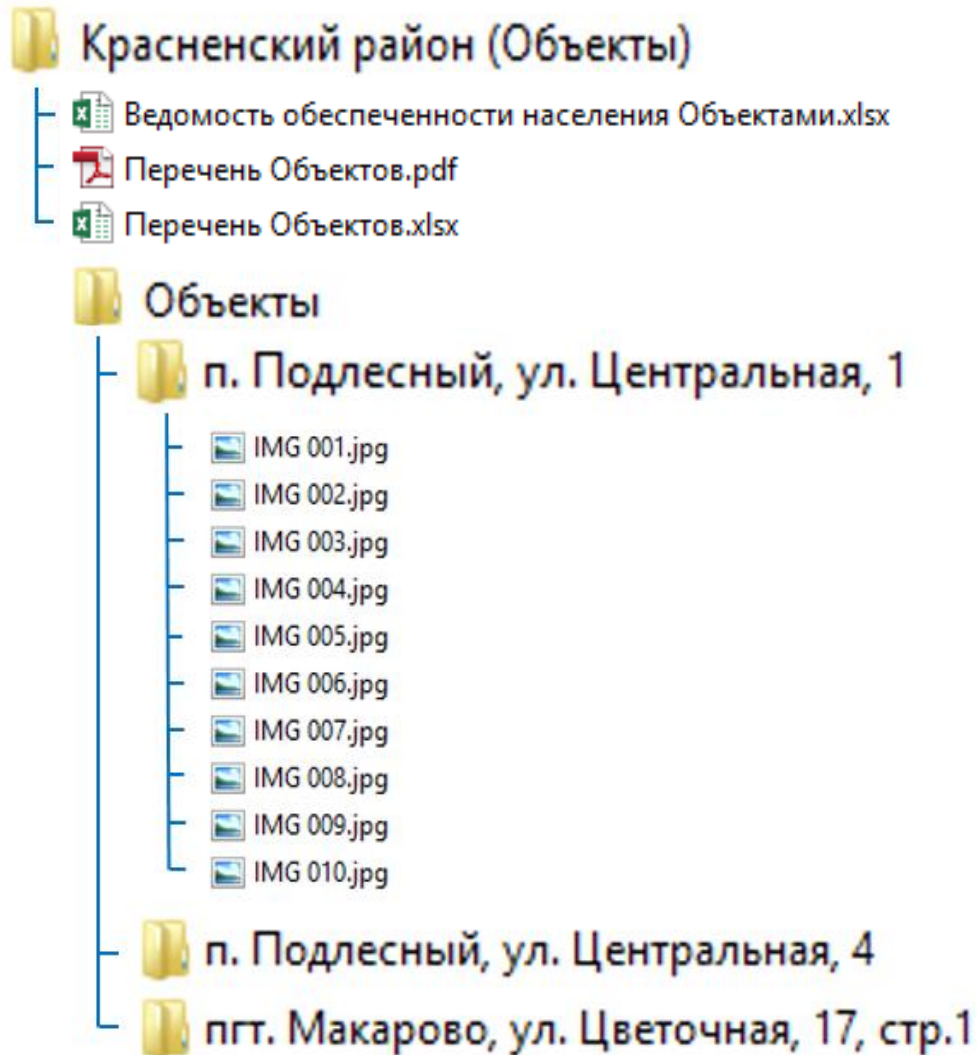 Красненский район (Объекты)
Ведомость обеспеченности населения Объектами.xlsx
Перечень Объектов.pdf
Перечень Объектов.xlsx
Объекты
п. Подлесный, ул. Центральная, 1
IMG 001.jpg
IMG 002.jpg
IMG 003.jpg
IMG 004.jpg
IMG 005.jpg
IMG 006.jpg
IMG 007.jpg
IMG 008.jpg
IMG 009.jpg
IMG 010.jpg
п. Подлесный, ул. Центральная, 4
пгт. Макарово, ул. Цветочная, 17, стр.1